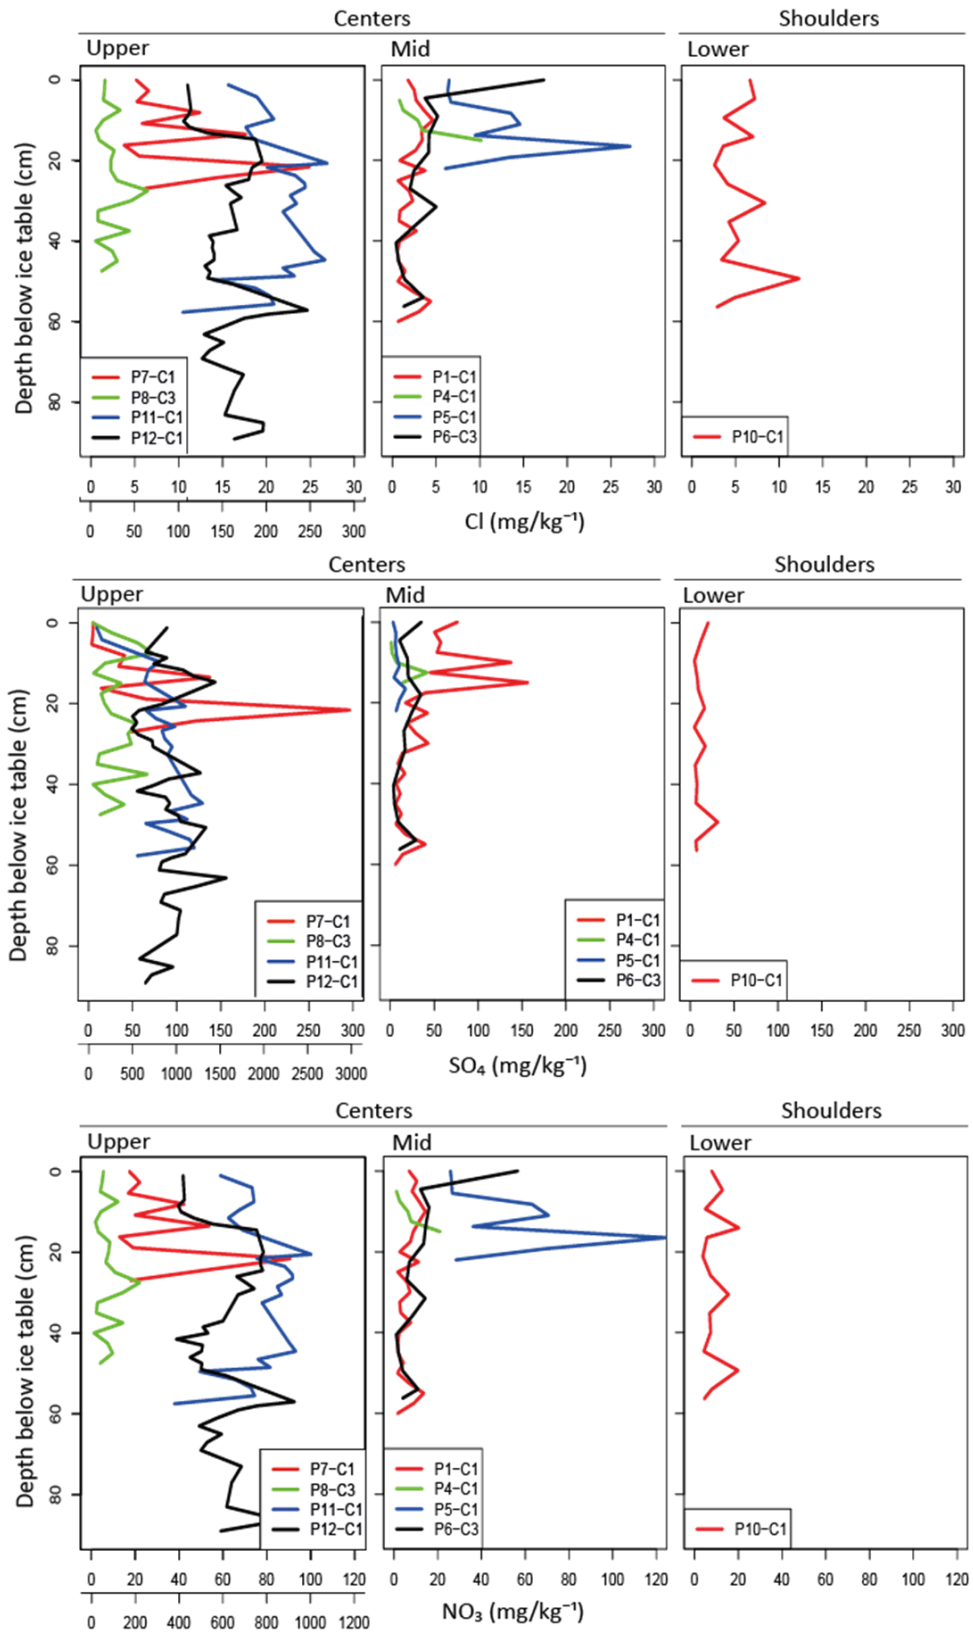 Centers Shoulders
Upper Mid Lower
Depth below ice table (cm)
0
20
40
60
80
P7−C1
P8−C3
P11−C1
P12−C1
P1−C1
P4−C1
P5−C1
P6−C3
P10−C1
0 5 10 15 20 25 30 0 5 10 15 20 25 30 0 5 10 15 20 25 30
0 50 100 150 200 250 300
Cl (mg/kg⁻¹)
Centers Shoulders
Upper Mid Lower
Depth below ice table (cm)
0
20
40
60
80
P7−C1
P8−C3
P11−C1
P12−C1
P1−C1
P4−C1
P5−C1
P6−C3
P10−C1
0 50 100 150 200 250 300 0 50 100 150 200 250 300 0 50 100 150 200 250 300
0 500 1000 1500 2000 3000
SO₄ (mg/kg⁻¹)
Centers Shoulders
Upper Mid Lower
Depth below ice table (cm)
0
20
40
60
80
P7−C1
P8−C3
P11−C1
P12−C1
P1−C1
P4−C1
P5−C1
P6−C3
P10−C1
0 20 40 60 80 100 120 0 20 40 60 80 100 120 0 20 40 60 80 100 120
0 200 400 600 800 1000 1200
NO₃ (mg/kg⁻¹)